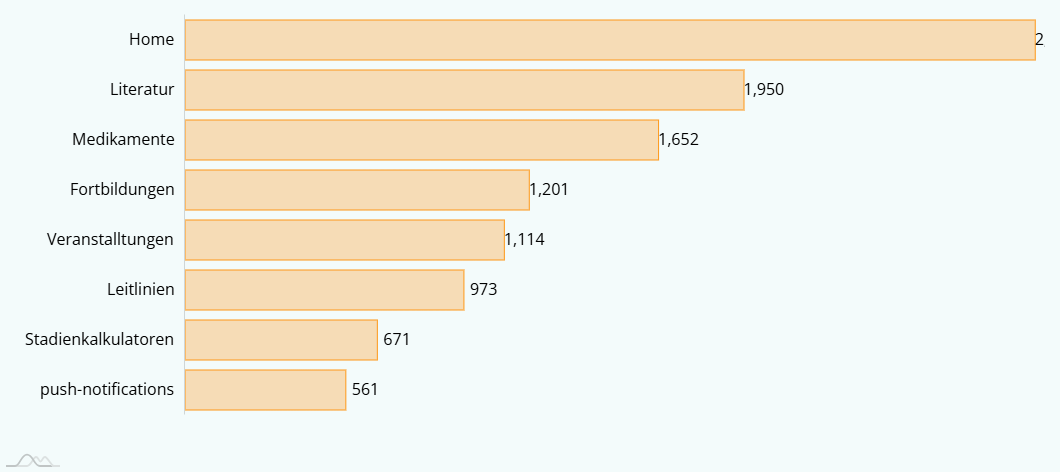 Home 2
Literatur 1,950
Medikamente 1,652
Fortbildungen 1,201
Veranstalltungen 1,114
Leitlinien 973
Stadienkalkulatoren 671
push-notifications 561